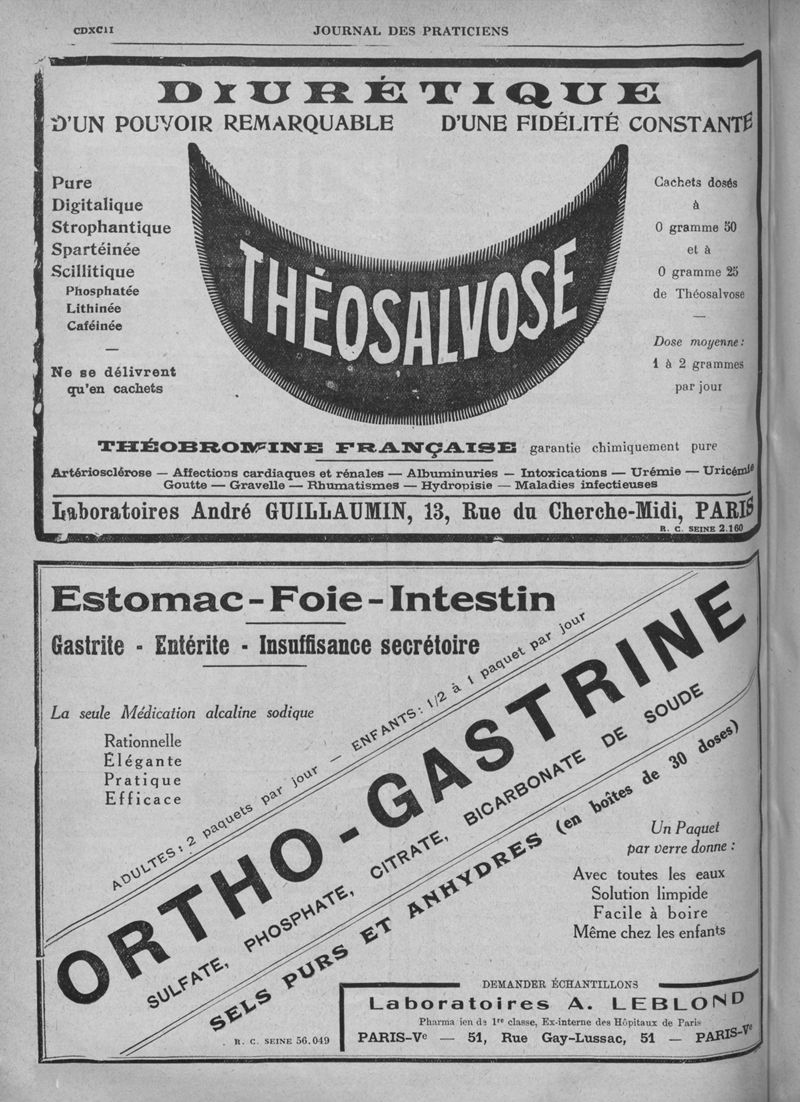 CDXCII
JOURNAL DES PRATICIENS
DIURÉTIQUE
D'UN POUVOIR REMARQUABLE D'UNE FIDÉLITÉ CONSTANTE
Pure
Digitalique
Strophantique
Spartéinée
Scillitique
Phosphatée
Lithinée
Caféinée
—
Ne se délivrent
qu'en cachets
THÉOSALVOSE
Cachets dosés
à
0 gramme 50
et à
0 gramme 25
de Théosalvose
—
Dose moyenne :
1 à 2 grammes
par jour
THÉOBROMINE FRANÇAISE garantie chimiquement pure
Artériosclérose — Affections cardiaques et rénales — Albuminuries — Intoxications — Urémie — Uricémie
Goutte — Gravelle — Rhumatismes — Hydropisie — Maladies infectieuses
Laboratoires André GUILLAUMIN, 13, Rue du Cherche-Midi, PARIS
R. C. SEINE 2.160
Estomac - Foie - Intestin
Gastrite - Entérite - Insuffisance secrétoire
La seule Médication alcaline sodique
Rationnelle
Élégante
Pratique
Efficace
ADULTES : 2 paquets par jour — ENFANTS : 1/2 à 1 paquet par jour
ORTHO-GASTRINE
SULFATE, PHOSPHATE, CITRATE, BICARBONATE DE SOUDE
SELS PURS ET ANHYDRES (en boîtes de 30 doses)
Un Paquet
par verre donne :
Avec toutes les eaux
Solution limpide
Facile à boire
Même chez les enfants
DEMANDER ÉCHANTILLONS
Laboratoires A. LEBLOND
Pharma ien de 1re classe, Ex-interne des Hôpitaux de Paris
PARIS-Ve — 51, Rue Gay-Lussac, 51 — PARIS-Ve
R. C. SEINE 56.049